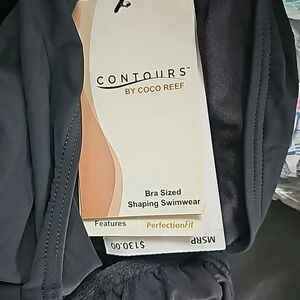 CONTOURS™
BY COCO REEF
Bra Sized
Shaping Swimwear
Features
PerfectionFit
MSRP
$130.00